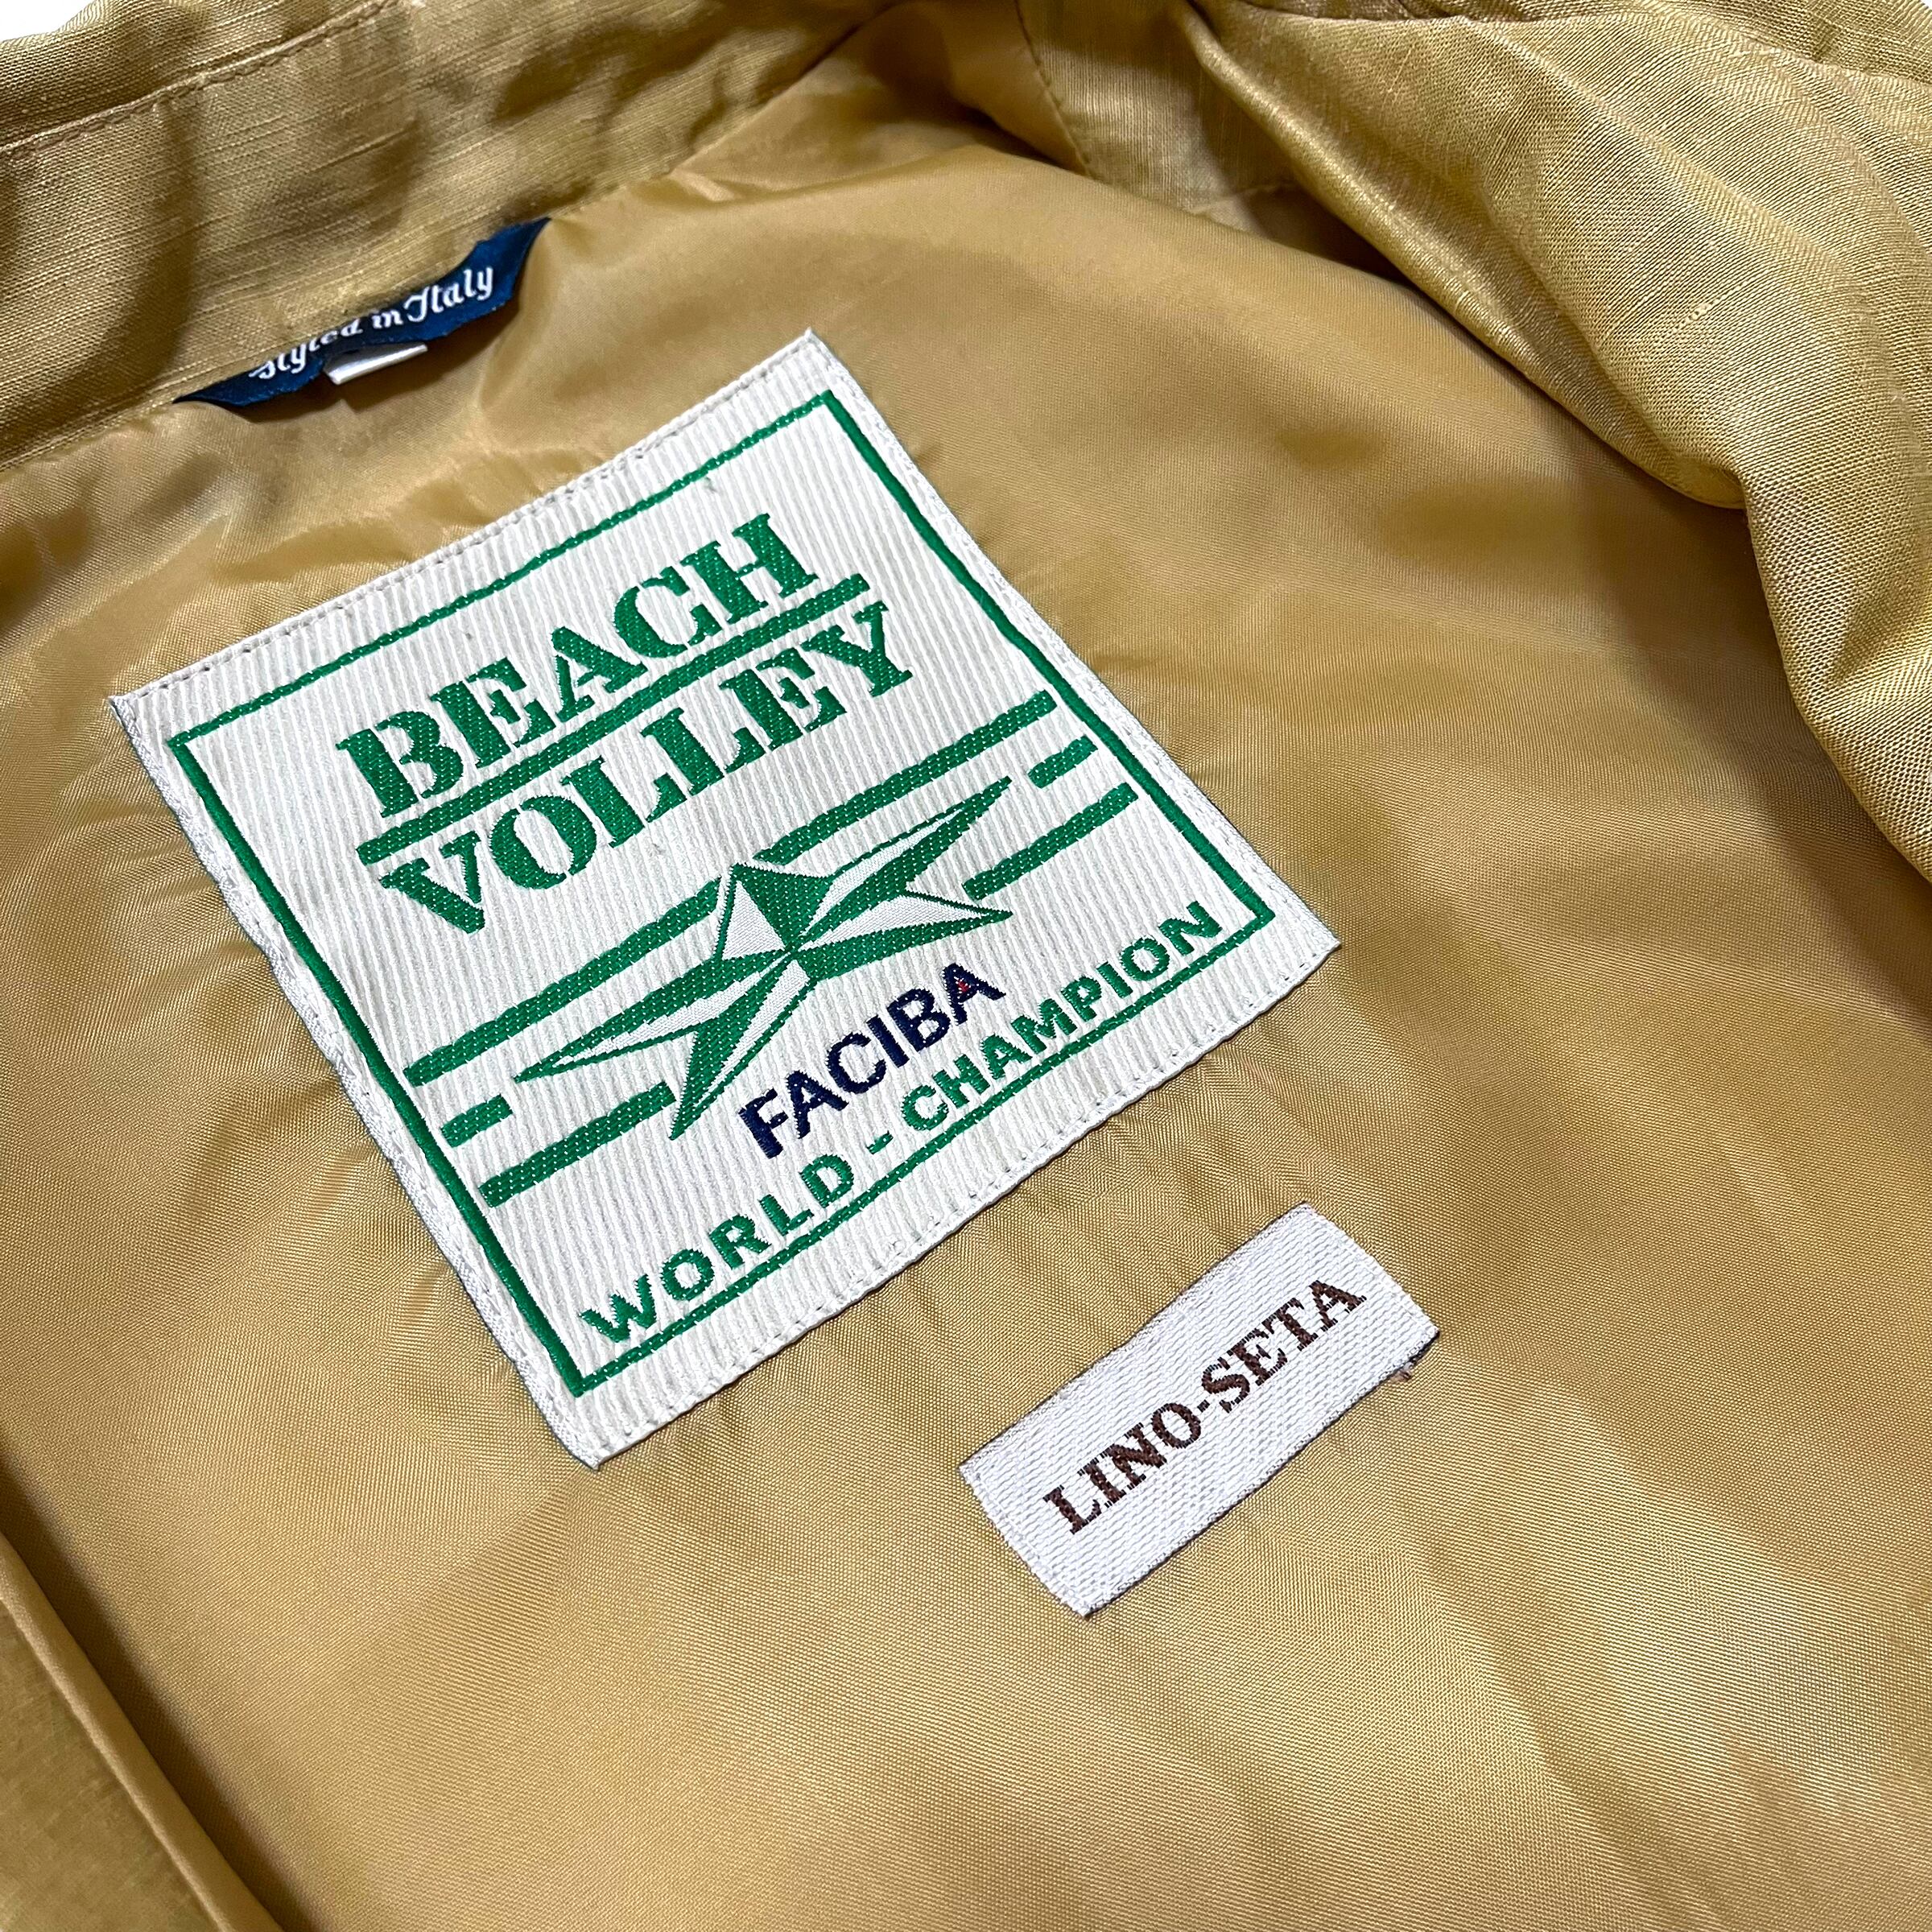 Styled in Italy
BEACH
VOLLEY
FACIBA
WORLD - CHAMPION
LINO-SETA